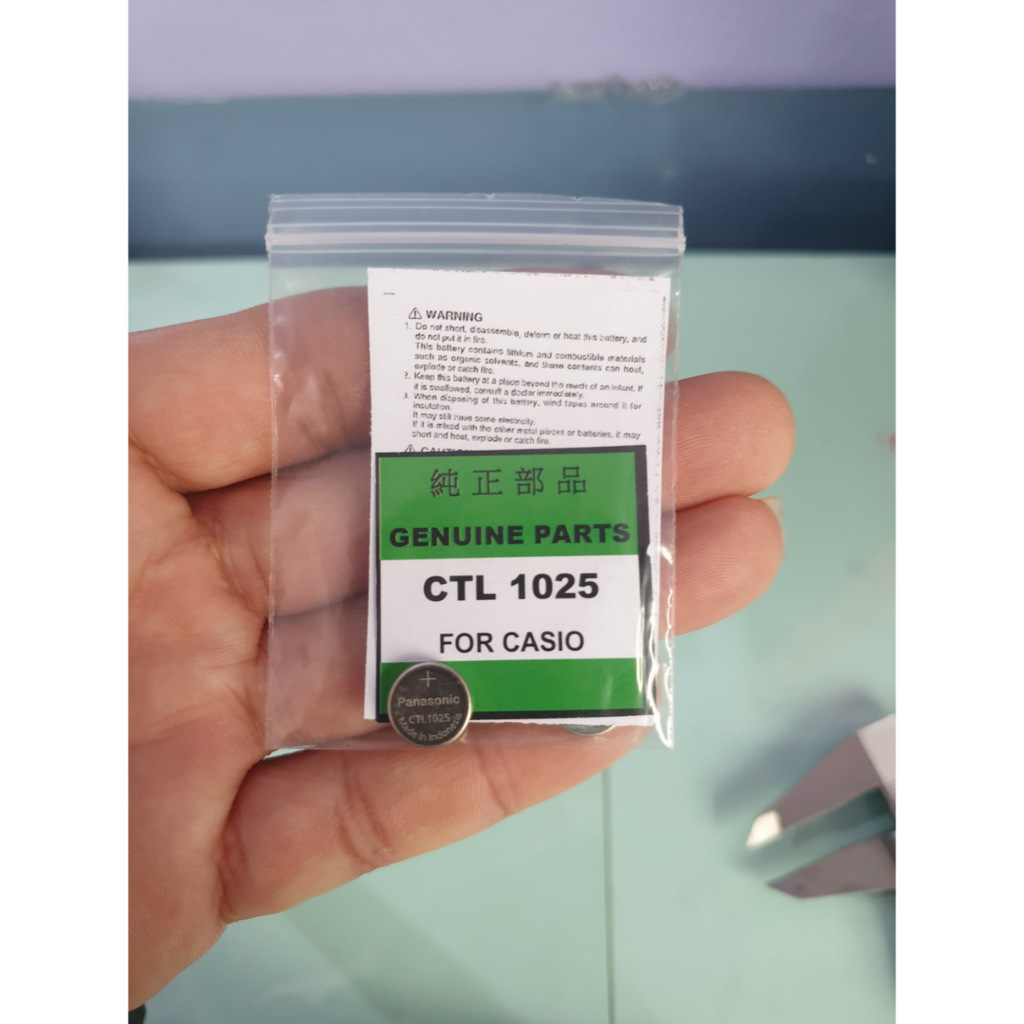 ⚠ WARNING
1. Do not short, disassemble, deform or heat this battery, and
do not put it in fire.
This battery contains lithium and combustible materials
such as organic solvents, and these contents can heat,
explode or catch fire.
2. Keep this battery at a place beyond the reach of an infant. If
it is swallowed, consult a doctor immediately.
3. When disposing of this battery, wind tapes around it for
insulation.
It may still have some electricity.
If it is mixed with the other metal pieces or batteries, it may
short and heat, explode or catch fire.
純正部品
GENUINE PARTS
CTL 1025
FOR CASIO
+
Panasonic
CTL1025
Made in Indonesia